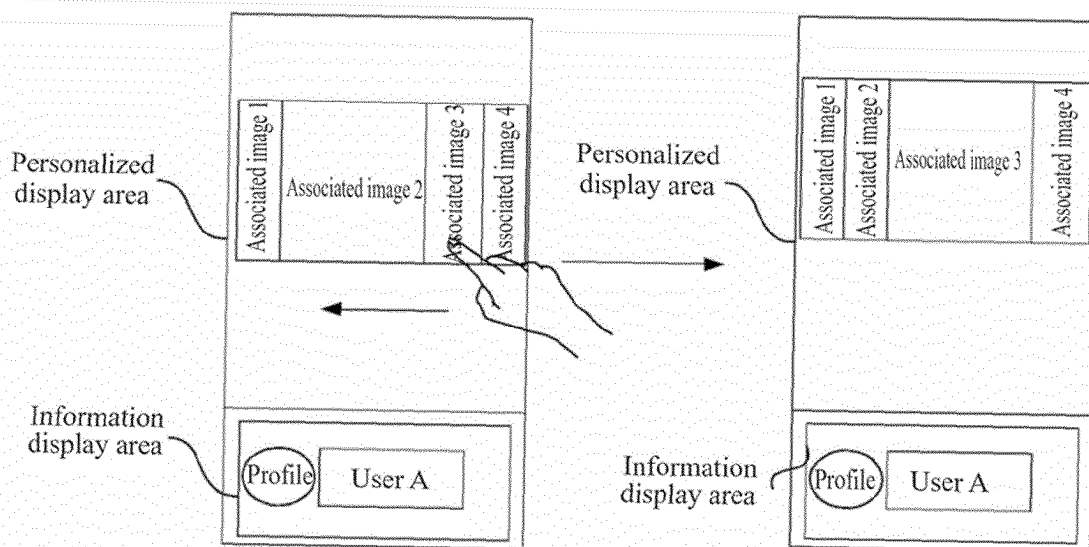 Associated image 1
Associated image 2
Associated image 3
Associated image 4
Personalized
display area
Information
display area
Profile
User A
Associated image 1
Associated image 2
Associated image 3
Associated image 4
Personalized
display area
Information
display area
Profile
User A